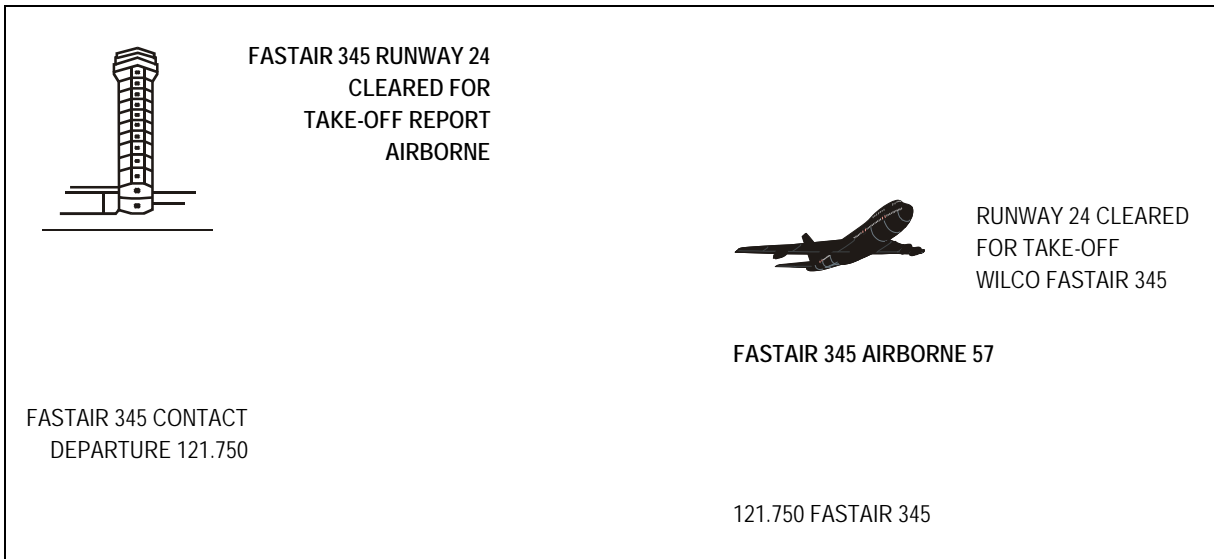 FASTAIR 345 RUNWAY 24
CLEARED FOR
TAKE-OFF REPORT
AIRBORNE
RUNWAY 24 CLEARED
FOR TAKE-OFF
WILCO FASTAIR 345
FASTAIR 345 AIRBORNE 57
FASTAIR 345 CONTACT
DEPARTURE 121.750
121.750 FASTAIR 345